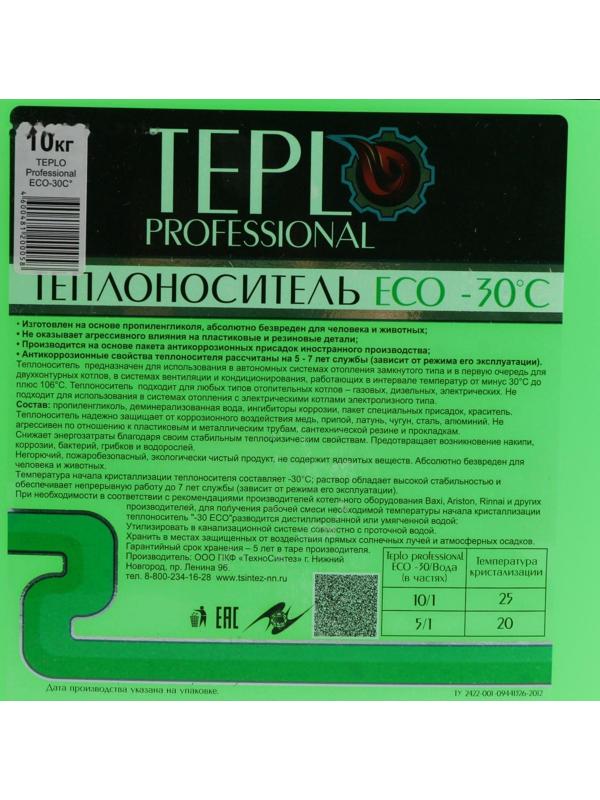 10кг
TEPLO
Professional
ECO-30C°
4600481200058
TEPLO
PROFESSIONAL
ТЕПЛОНОСИТЕЛЬ ECO -30°C
• Изготовлен на основе пропиленгликоля, абсолютно безвреден для человека и животных;
• Не оказывает агрессивного влияния на пластиковые и резиновые детали;
• Производится на основе пакета антикоррозионных присадок иностранного производства;
• Антикоррозионные свойства теплоносителя рассчитаны на 5 - 7 лет службы (зависит от режима его эксплуатации).
Теплоноситель предназначен для использования в автономных системах отопления замкнутого типа и в первую очередь для
двухконтурных котлов, в системах вентиляции и кондиционирования, работающих в интервале температур от минус 30°С до
плюс 106°С. Теплоноситель подходит для любых типов отопительных котлов – газовых, дизельных, электрических. Не
подходит для использования в системах отопления с электрическими котлами электролизного типа.
Состав: пропиленгликоль, деминерализованная вода, ингибиторы коррозии, пакет специальных присадок, краситель.
Теплоноситель надежно защищает от коррозионного воздействия медь, припой, латунь, чугун, сталь, алюминий. Не
агрессивен по отношению к пластиковым и металлическим трубам, сантехнической резине и прокладкам.
Снижает энергозатраты благодаря своим стабильным теплофизическим свойствам. Предотвращает возникновение накипи,
коррозии, бактерий, грибков и водорослей.
Негорючий, пожаробезопасный, экологически чистый продукт, не содержит ядовитых веществ. Абсолютно безвреден для
человека и животных.
Температура начала кристаллизации теплоносителя составляет -30°С; раствор обладает высокой стабильностью и
обеспечивает непрерывную работу до 7 лет службы (зависит от режима его эксплуатации).
При необходимости в соответствии с рекомендациями производителей котельного оборудования Baxi, Ariston, Rinnai и других
производителей, для получения рабочей смеси необходимой температуры начала кристаллизации
теплоноситель "-30 ECO"разводится дистиллированной или умягченной водой:
Утилизировать в канализационной системе совместно с проточной водой.
Хранить в местах защищенных от воздействия прямых солнечных лучей и атмосферных осадков.
Гарантийный срок хранения – 5 лет в таре производителя.
Производитель: ООО ПКФ «ТехноСинтез» г. Нижний
Новгород, пр. Ленина 9б.
тел. 8-800-234-16-28 www.tsintez-nn.ru
EAC
Teplo professional
ECO -30/Вода
(в частях)
Температура
кристализации
10/1 25
5/1 20
Дата производства указана на упаковке.
ТУ 2422-001-09441326-2012